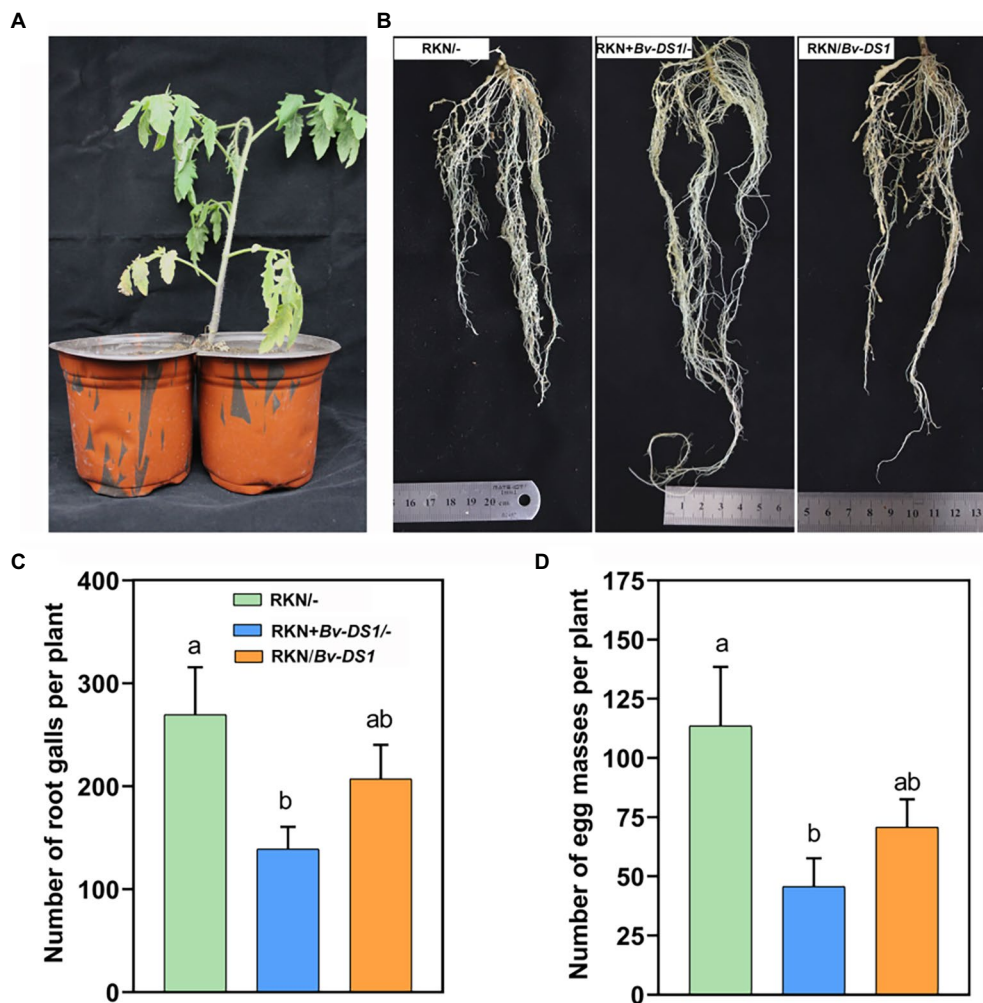 A
B
RKN/-
RKN+Bv-DS1/-
RKN/Bv-DS1
16 17 18 19 20 cm
1 2 3 4 5 6
5 6 7 8 9 10 11 12 13
C
Number of root galls per plant
400
300
200
100
0
RKN/-
RKN+Bv-DS1/-
RKN/Bv-DS1
a
b
ab
D
Number of egg masses per plant
175
150
125
100
75
50
25
0
a
b
ab